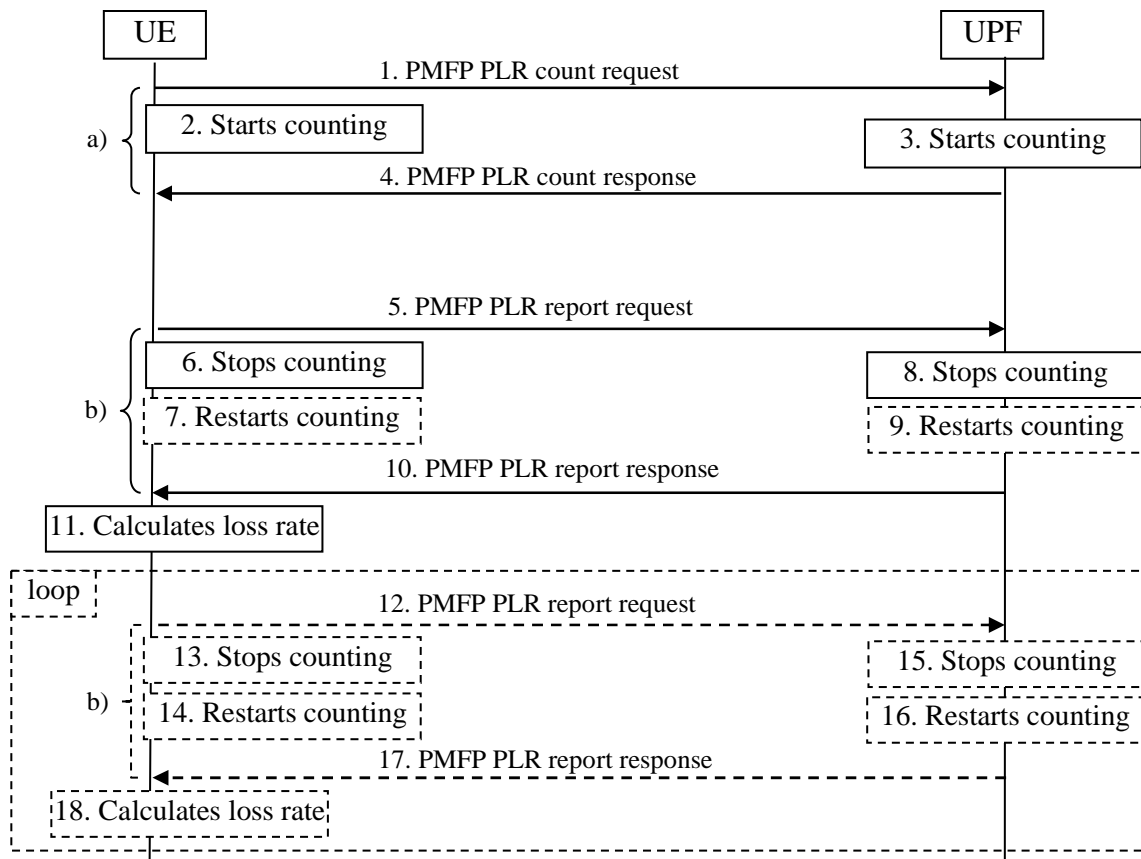 UE
UPF
1. PMFP PLR count request
a)
2. Starts counting
3. Starts counting
4. PMFP PLR count response
5. PMFP PLR report request
6. Stops counting
8. Stops counting
b)
7. Restarts counting
9. Restarts counting
10. PMFP PLR report response
11. Calculates loss rate
loop
12. PMFP PLR report request
13. Stops counting
15. Stops counting
b)
14. Restarts counting
16. Restarts counting
17. PMFP PLR report response
18. Calculates loss rate